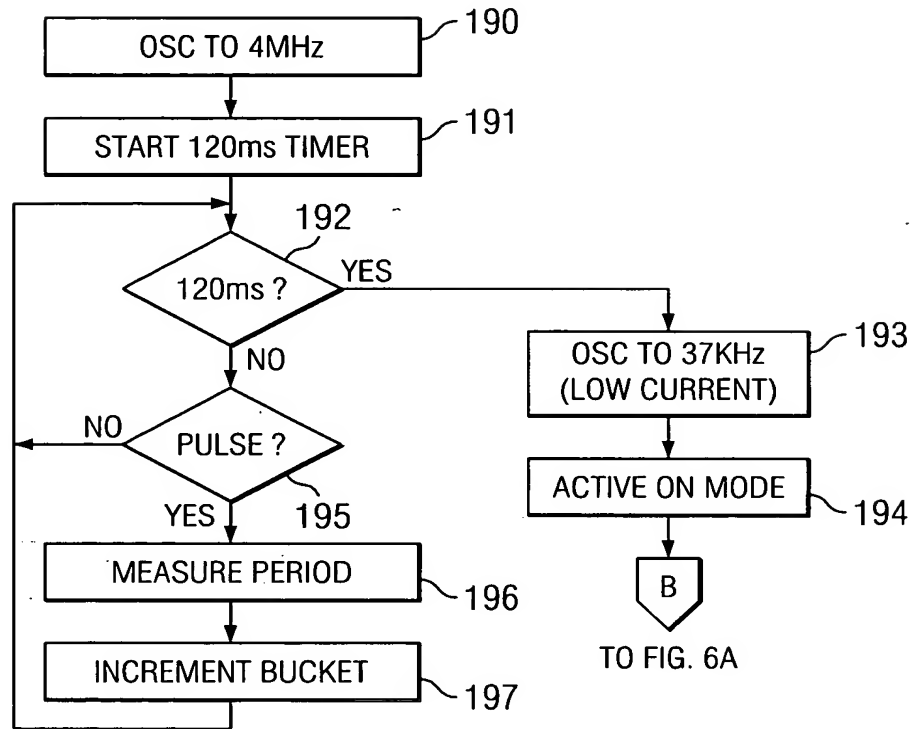 OSC TO 4MHz
190
START 120ms TIMER
191
192
120ms ?
YES
NO
OSC TO 37KHz
(LOW CURRENT)
193
NO
PULSE ?
195
YES
ACTIVE ON MODE
194
MEASURE PERIOD
196
B
TO FIG. 6A
INCREMENT BUCKET
197